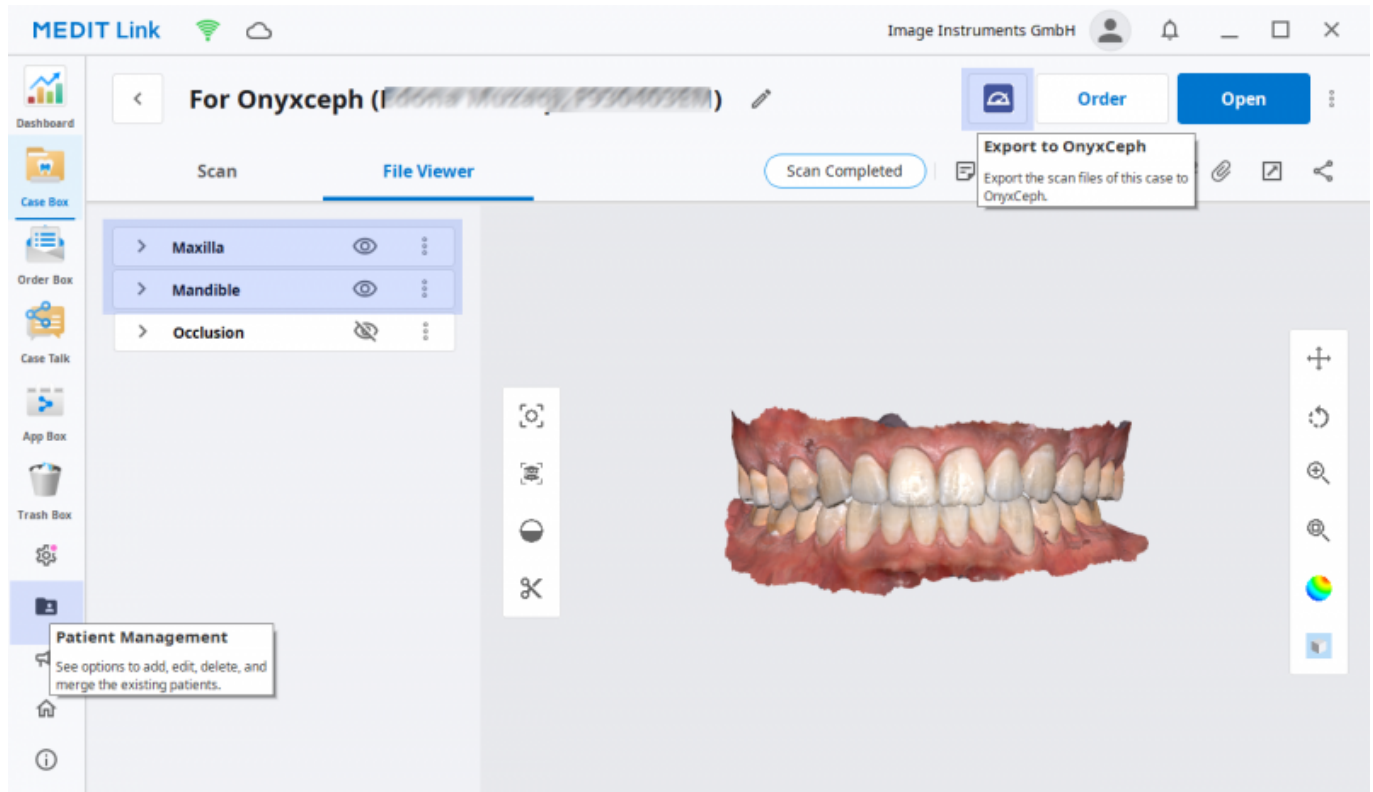 MEDIT Link
Image Instruments GmbH
Dashboard
For Onyxceph (
)
Order
Open
Export to OnyxCeph
Export the scan files of this case to
OnyxCeph.
Scan
File Viewer
Scan Completed
Case Box
Maxilla
Mandible
Occlusion
Order Box
Case Talk
App Box
Trash Box
Patient Management
See options to add, edit, delete, and
merge the existing patients.